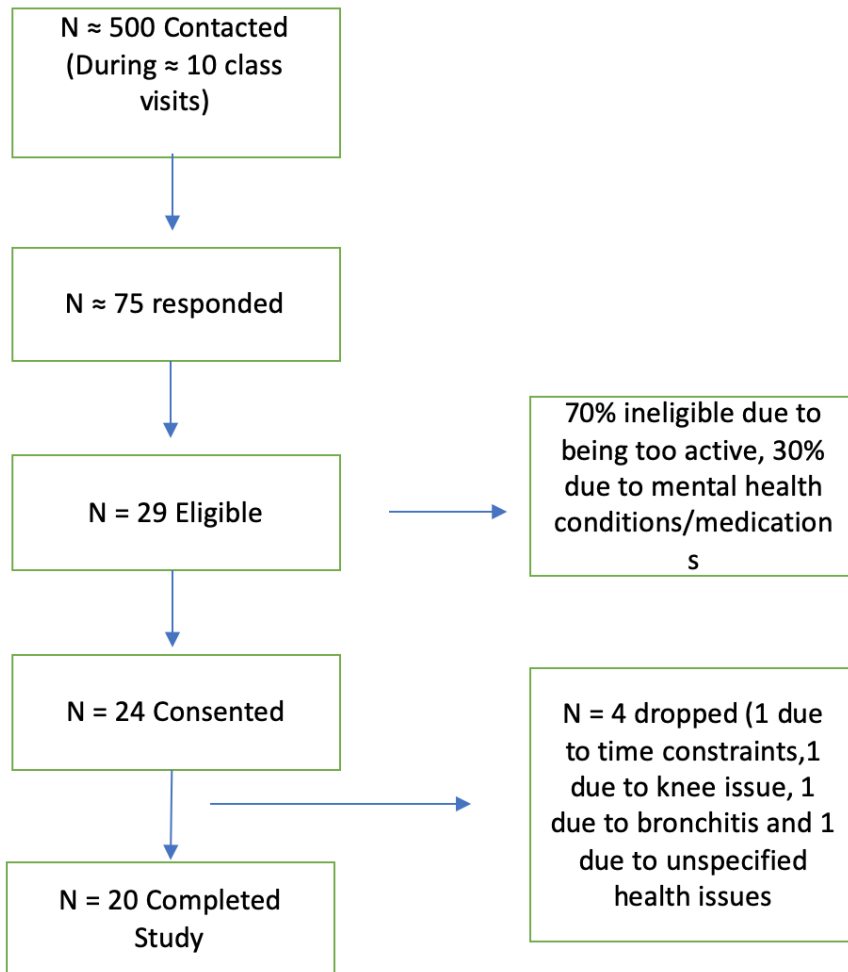 N ≈ 500 Contacted
(During ≈ 10 class
visits)
N ≈ 75 responded
N = 29 Eligible
70% ineligible due to
being too active, 30%
due to mental health
conditions/medication
s
N = 24 Consented
N = 4 dropped (1 due
to time constraints,1
due to knee issue, 1
due to bronchitis and 1
due to unspecified
health issues
N = 20 Completed
Study